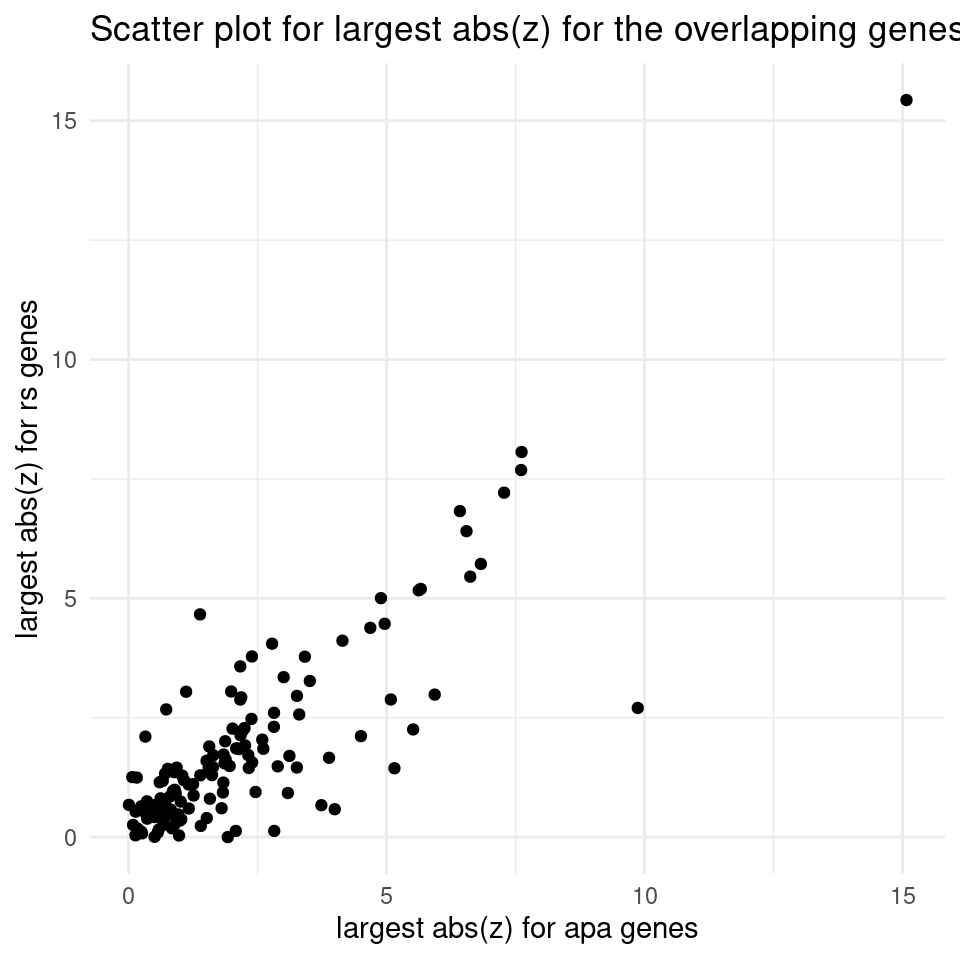 Scatter plot for largest abs(z) for the overlapping genes
15
10
5
0
largest abs(z) for rs genes
0 5 10 15
largest abs(z) for apa genes